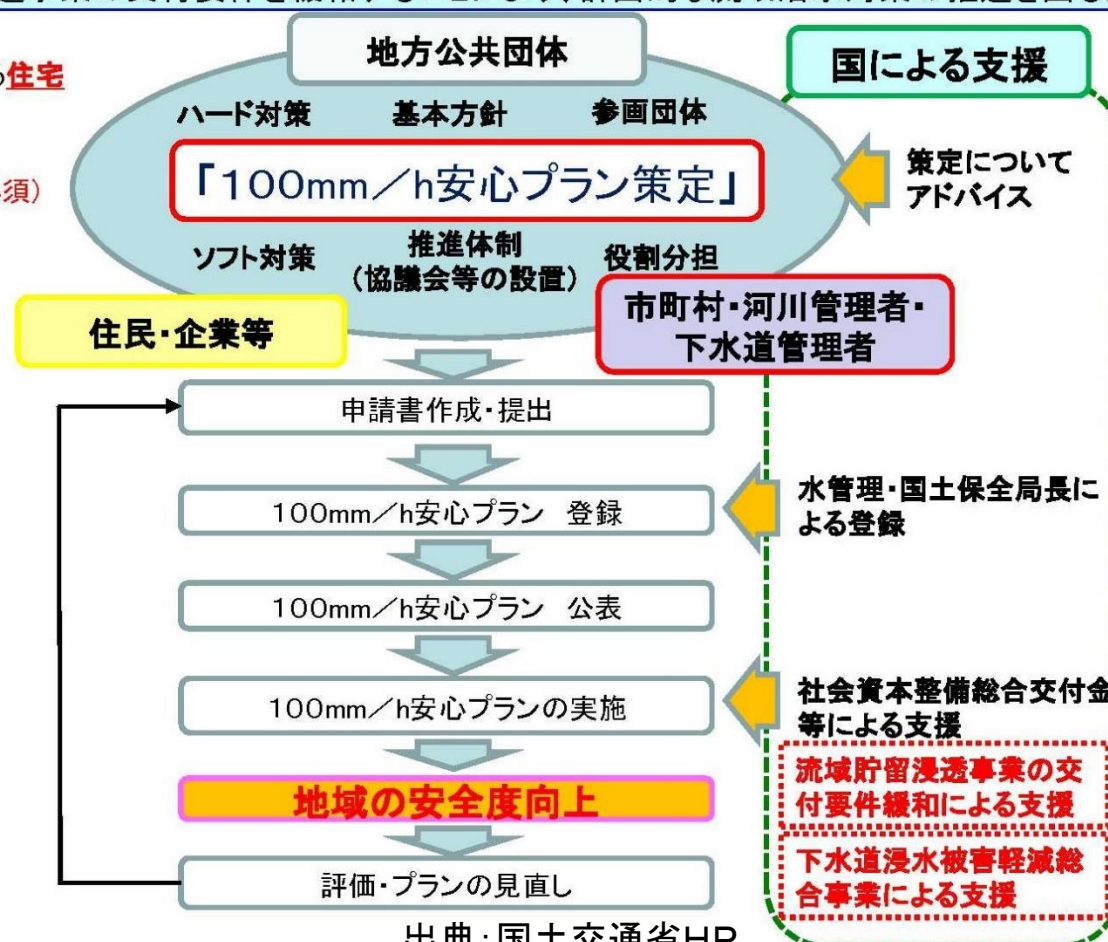 地方公共団体
国による支援
住宅
ハード対策 基本方針 参画団体
「100mm/h安心プラン策定」
策定について
アドバイス
須)
ソフト対策 推進体制 役割分担
(協議会等の設置)
住民・企業等
市町村・河川管理者・
下水道管理者
申請書作成・提出
100mm/h安心プラン 登録
水管理・国土保全局長に
よる登録
100mm/h安心プラン 公表
100mm/h安心プランの実施
社会資本整備総合交付金
等による支援
流域貯留浸透事業の交
付要件緩和による支援
地域の安全度向上
下水道浸水被害軽減総
合事業による支援
評価・プランの見直し
出典:国土交通省HP